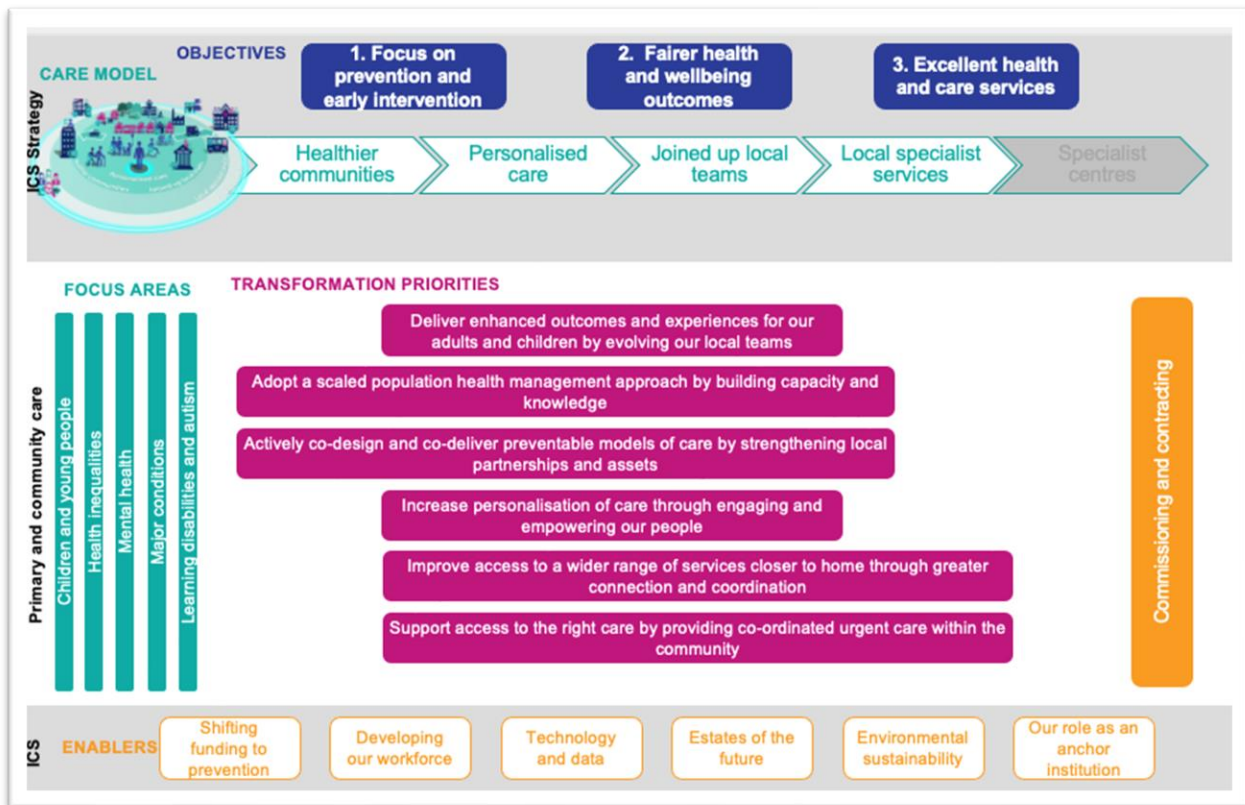 OBJECTIVES
CARE MODEL
ICS Strategy
1. Focus on
prevention and
early intervention
2. Fairer health
and wellbeing
outcomes
3. Excellent health
and care services
Healthier
communities
Personalised
care
Joined up local
teams
Local specialist
services
Specialist
centres
Primary and community care
FOCUS AREAS
Children and young people
Health inequalities
Mental health
Major conditions
Learning disabilities and autism
TRANSFORMATION PRIORITIES
Deliver enhanced outcomes and experiences for our
adults and children by evolving our local teams
Adopt a scaled population health management approach by building capacity and
knowledge
Actively co-design and co-deliver preventable models of care by strengthening local
partnerships and assets
Increase personalisation of care through engaging and
empowering our people
Improve access to a wider range of services closer to home through greater
connection and coordination
Support access to the right care by providing co-ordinated urgent care within the
community
Commissioning and contracting
ICS
ENABLERS
Shifting
funding to
prevention
Developing
our workforce
Technology
and data
Estates of the
future
Environmental
sustainability
Our role as an
anchor
institution